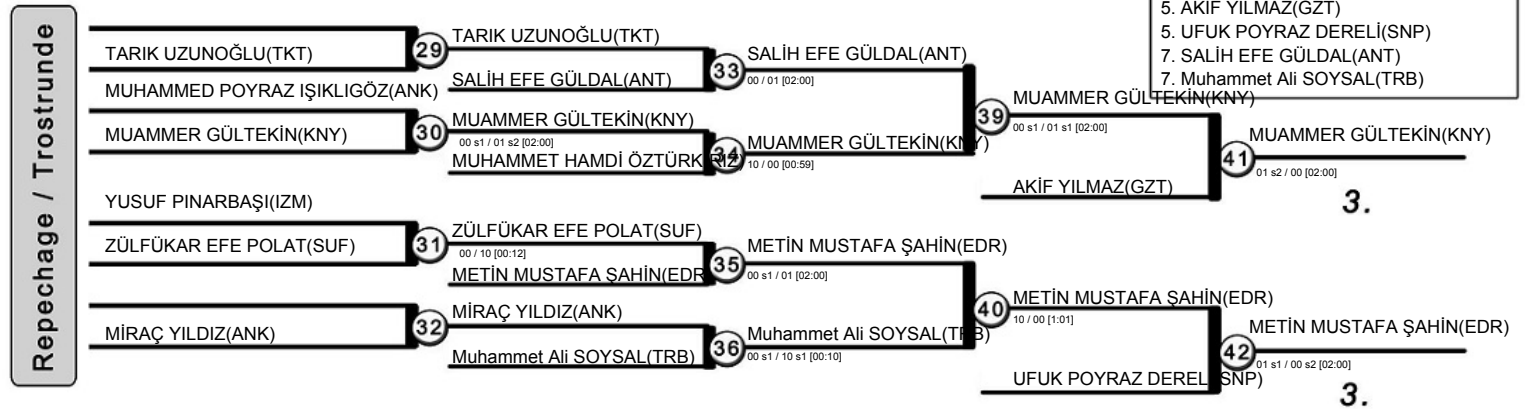 Repechage / Trostrunde
5. AKİF YILMAZ(GZT)
5. UFUK POYRAZ DERELİ(SNP)
7. SALİH EFE GÜLDAL(ANT)
7. Muhammet Ali SOYSAL(TRB)
TARIK UZUNOĞLU(TKT)
29
MUHAMMED POYRAZ IŞIKLIGÖZ(ANK)
MUAMMER GÜLTEKİN(KNY)
30
YUSUF PINARBAŞI(IZM)
ZÜLFÜKAR EFE POLAT(SUF)
31
MİRAÇ YILDIZ(ANK)
32
TARIK UZUNOĞLU(TKT)
SALİH EFE GÜLDAL(ANT)
33
MUAMMER GÜLTEKİN(KNY)
00 s1 / 01 s2 [02:00]
MUHAMMET HAMDİ ÖZTÜRK(RIZ)
34
ZÜLFÜKAR EFE POLAT(SUF)
00 / 10 [00:12]
METİN MUSTAFA ŞAHİN(EDR)
35
MİRAÇ YILDIZ(ANK)
Muhammet Ali SOYSAL(TRB)
36
SALİH EFE GÜLDAL(ANT)
00 / 01 [02:00]
MUAMMER GÜLTEKİN(KNY)
10 / 00 [00:59]
39
METİN MUSTAFA ŞAHİN(EDR)
00 s1 / 01 [02:00]
Muhammet Ali SOYSAL(TRB)
00 s1 / 10 s1 [00:10]
40
MUAMMER GÜLTEKİN(KNY)
00 s1 / 01 s1 [02:00]
AKİF YILMAZ(GZT)
41
METİN MUSTAFA ŞAHİN(EDR)
10 / 00 [1:01]
UFUK POYRAZ DERELİ(SNP)
42
MUAMMER GÜLTEKİN(KNY)
01 s2 / 00 [02:00]
3.
METİN MUSTAFA ŞAHİN(EDR)
01 s1 / 00 s2 [02:00]
3.